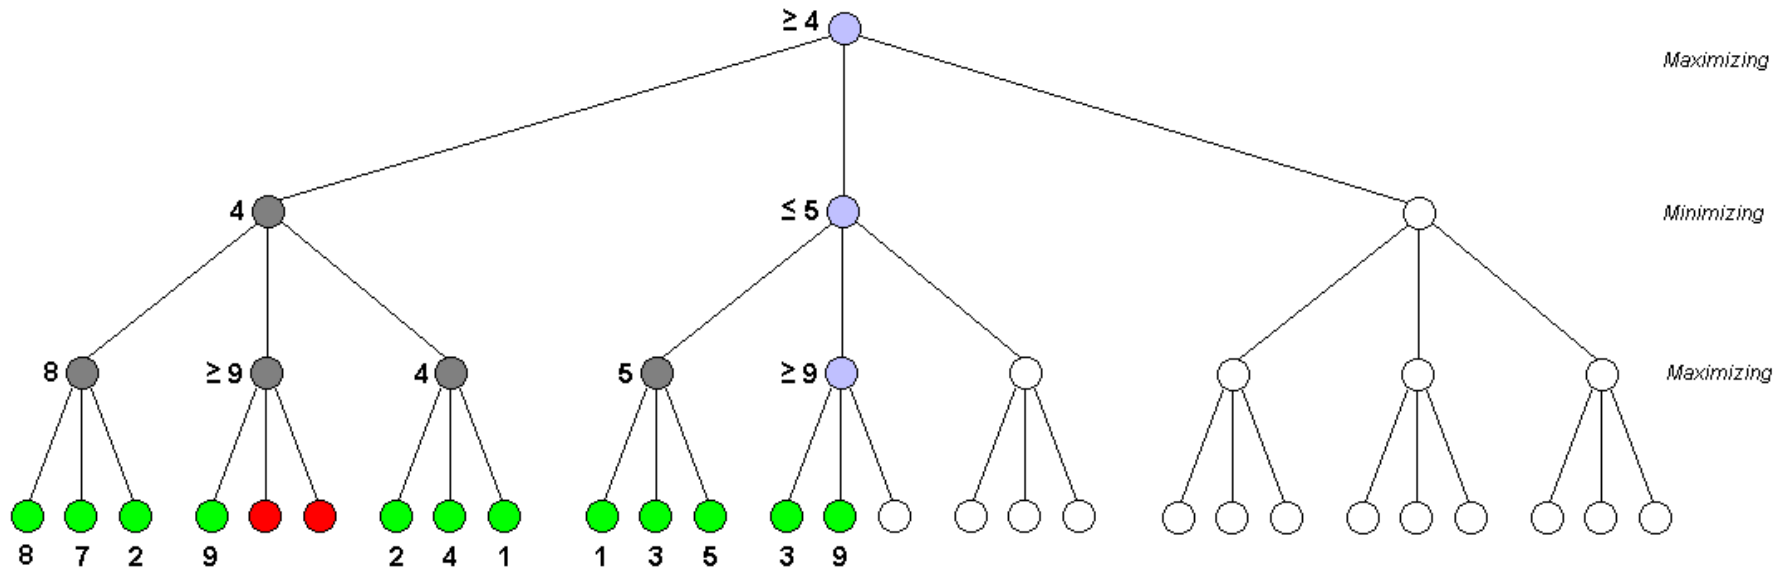 ≥ 4
Maximizing
4
≤ 5
Minimizing
8
≥ 9
4
5
≥ 9
Maximizing
8 7 2 9 2 4 1 1 3 5 3 9